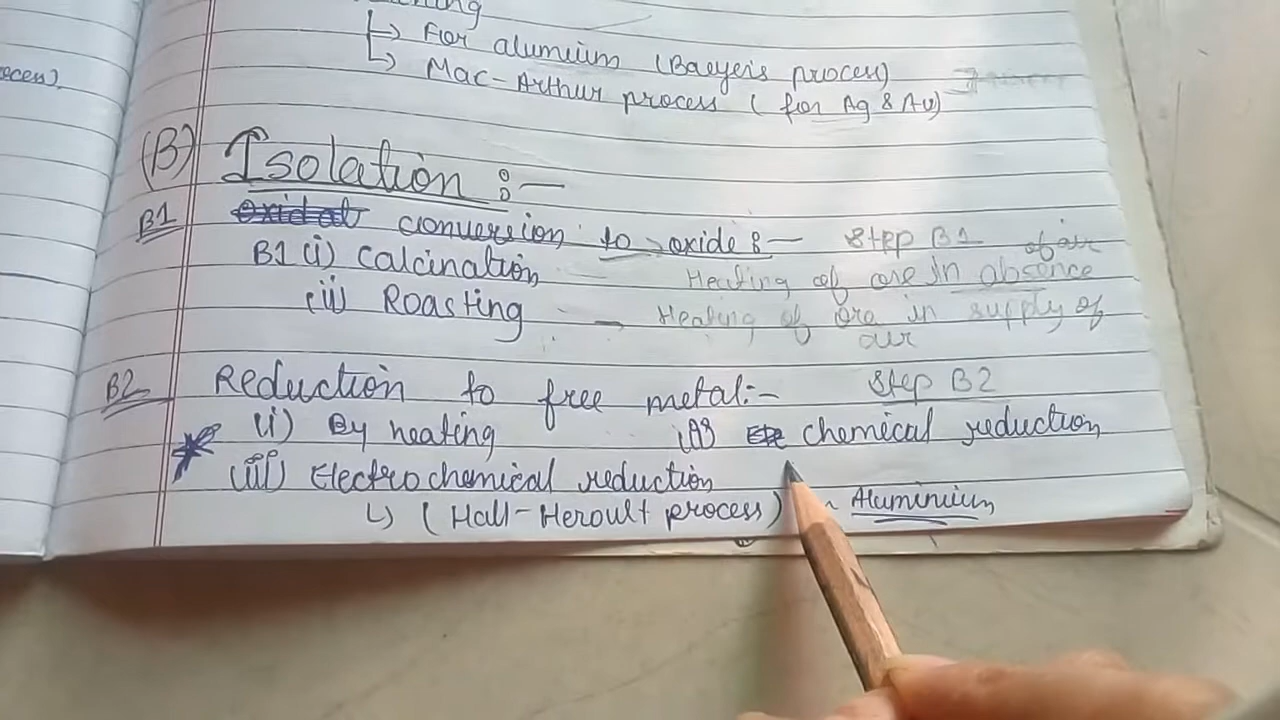 ocess)
↳ For alumium (Baeyeris process)
↳ Mac-Arthur process ( for Ag & Au)
(B) Isolation :—
B1 conversion to oxide :— Step B1
B1 (i) Calcination — Heating of ore in absence of air
(ii) Roasting — Heating of ore in supply of
air
B2 Reduction to free metal:- Step B2
(i) By heating (ii) chemical reduction
(iii) Electrochemical reduction
↳ ( Hall-Heroult process) ~ Aluminium